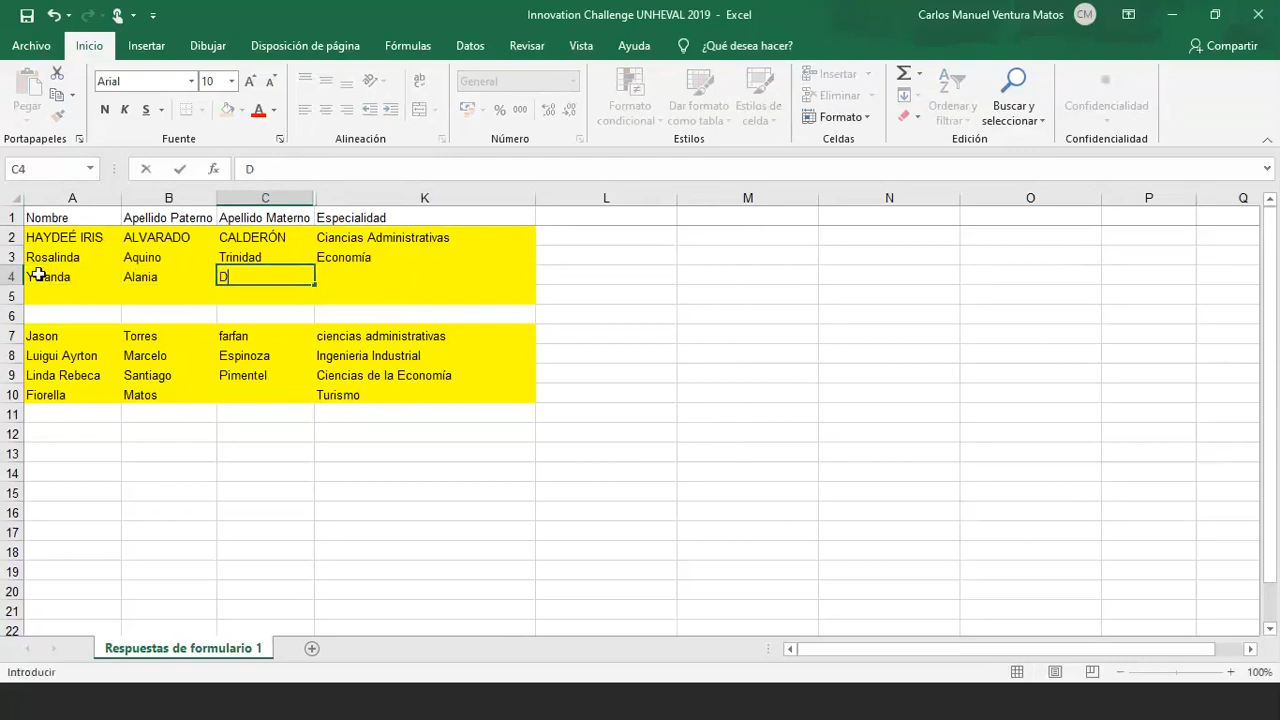 Innovation Challenge UNHEVAL 2019 - Excel
Carlos Manuel Ventura Matos CM
Archivo Inicio Insertar Dibujar Disposición de página Fórmulas Datos Revisar Vista Ayuda ¿Qué desea hacer? Compartir
Pegar
Arial 10
N K S
General
% 000
Formato condicional
Dar formato como tabla
Estilos de celda
Insertar
Eliminar
Formato
Ordenar y filtrar
Buscar y seleccionar
Confidencialidad
Portapapeles Fuente Alineación Número Estilos Celdas Edición Confidencialidad
C4 fx D
A B C K L M N O P Q
1 Nombre Apellido Paterno Apellido Materno Especialidad
2 HAYDEÉ IRIS ALVARADO CALDERÓN Ciancias Administrativas
3 Rosalinda Aquino Trinidad Economía
4 Alania D
5
6
7 Jason Torres farfan ciencias administrativas
8 Luigui Ayrton Marcelo Espinoza Ingenieria Industrial
9 Linda Rebeca Santiago Pimentel Ciencias de la Economía
10 Fiorella Matos Turismo
11
12
13
14
15
16
17
18
19
20
21
22
Respuestas de formulario 1
Introducir 100%